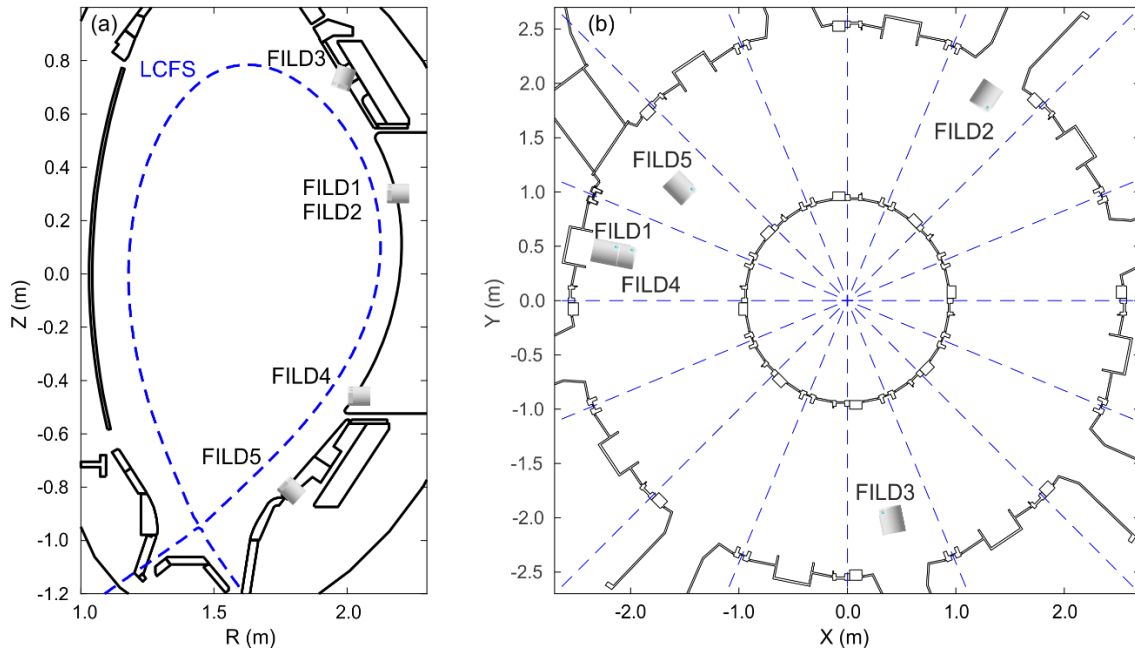 (a)
FILD3
LCFS
FILD1
FILD2
FILD4
FILD5
0.8
0.6
0.4
0.2
0.0
-0.2
-0.4
-0.6
-0.8
-1.0
-1.2
Z (m)
1.0 1.5 2.0
R (m)
(b)
FILD2
FILD5
FILD1
FILD4
FILD3
2.5
2.0
1.5
1.0
0.5
0.0
-0.5
-1.0
-1.5
-2.0
-2.5
Y (m)
-2.0 -1.0 0.0 1.0 2.0
X (m)